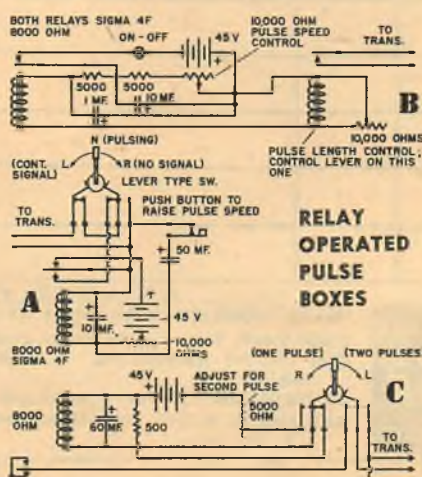 BOTH RELAYS SIGMA 4F
8000 OHM
ON - OFF
45 V
+
10,000 OHM
PULSE SPEED
CONTROL
TO
TRANS.
5000
5000
1 MF.
10 MF.
+
B
10,000 OHMS
PULSE LENGTH CONTROL;
CONTROL LEVER ON THIS
ONE
N (PULSING)
(CONT.
SIGNAL)
L
R (NO SIGNAL)
LEVER TYPE SW.
TO
TRANS.
PUSH BUTTON TO
RAISE PULSE SPEED
50 MF.
RELAY
OPERATED
PULSE
BOXES
A
+
10 MF.
+
45 V
10,000
OHMS
8000 OHM
SIGMA 4F
(ONE PULSE)
(TWO PULSES)
R
L
C
45V
+
ADJUST FOR
SECOND PULSE
5000
OHM
8000
OHM
+
60 MF.
500
TO
TRANS.